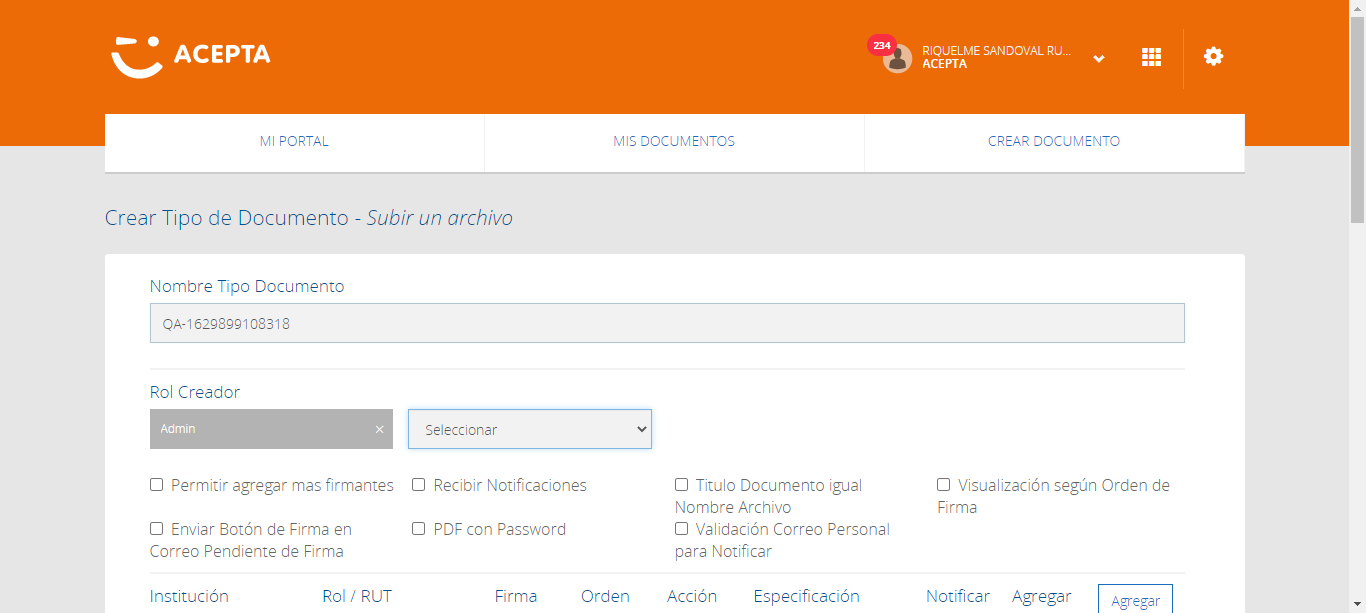 ACEPTA
234
RIQUELME SANDOVAL RU...
ACEPTA
MI PORTAL
MIS DOCUMENTOS
CREAR DOCUMENTO
Crear Tipo de Documento - Subir un archivo
Nombre Tipo Documento
QA-1629899108318
Rol Creador
Admin ×
Seleccionar
Permitir agregar mas firmantes
Recibir Notificaciones
Titulo Documento igual
Nombre Archivo
Visualización según Orden de
Firma
Enviar Botón de Firma en
Correo Pendiente de Firma
PDF con Password
Validación Correo Personal
para Notificar
Institución Rol / RUT Firma Orden Acción Especificación Notificar Agregar Agregar